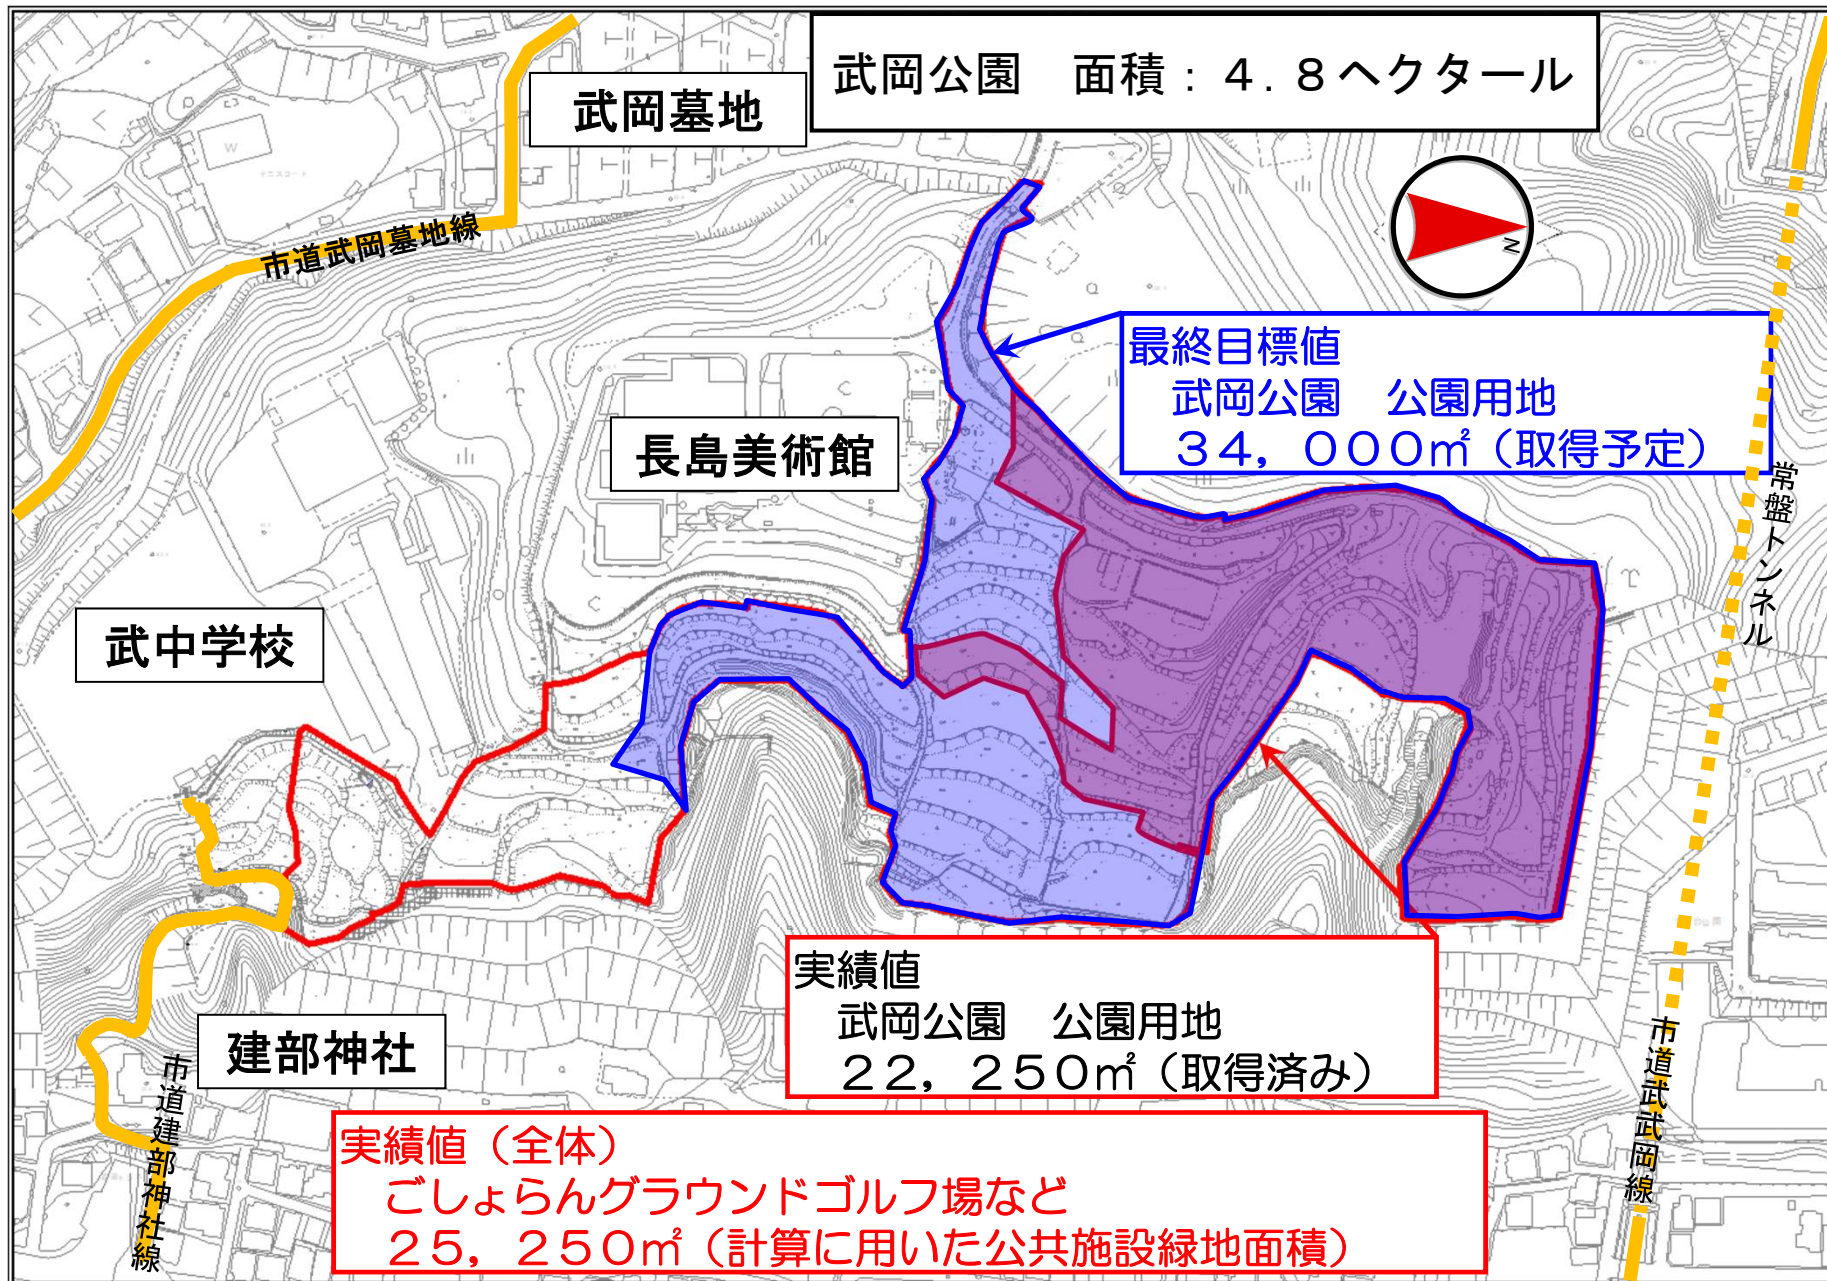 武岡公園　面積：４．８ヘクタール
武岡墓地
市道武岡墓地線
N
最終目標値
武岡公園　公園用地
３４，０００㎡（取得予定）
長島美術館
常盤トンネル
武中学校
実績値
武岡公園　公園用地
２２，２５０㎡（取得済み）
建部神社
市道建部神社線
市道武武岡線
実績値（全体）
ごしょらんグラウンドゴルフ場など
２５，２５０㎡（計算に用いた公共施設緑地面積）